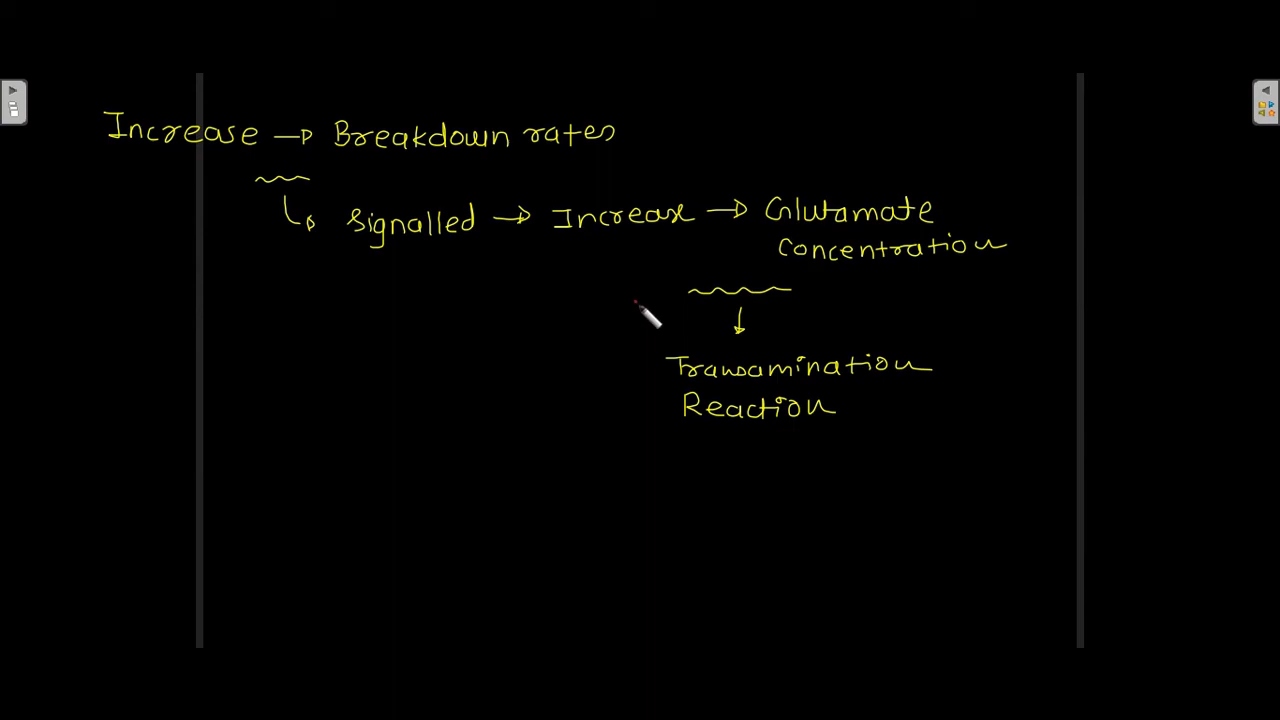 Increase → Breakdown rates
Signalled → Increase → Glutamate
Concentration
Transamination
Reaction